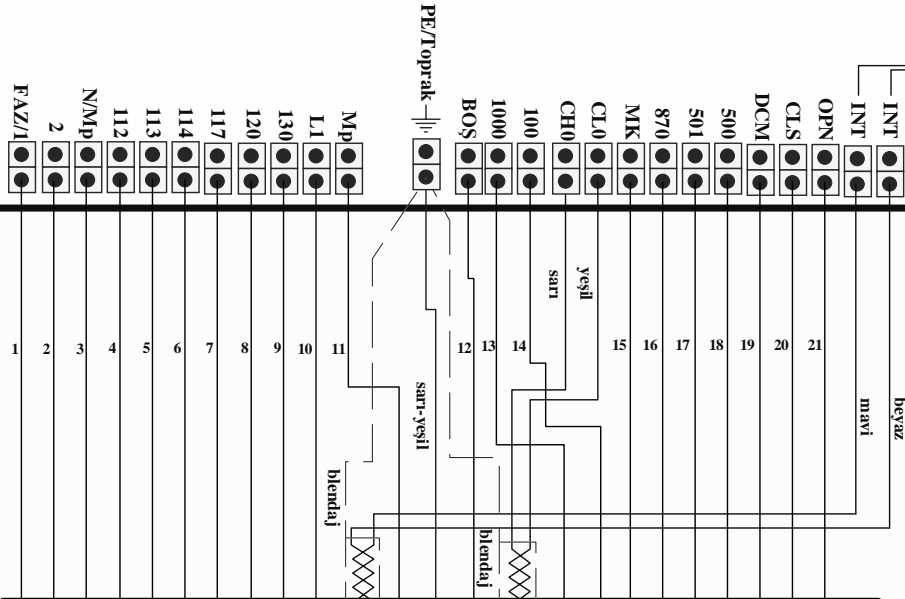 FAZ/1
2
N/Mp
112
113
114
117
120
130
L1
Mp
PE/Toprak
BOŞ
1000
100
CH0
CL0
MK
870
501
500
DCM
CLS
OPN
INT
INT
sarı
yeşil
1
2
3
4
5
6
7
8
9
10
11
12
13
14
15
16
17
18
19
20
21
sarı-yeşil
mavi
beyaz
blendaj
blendaj